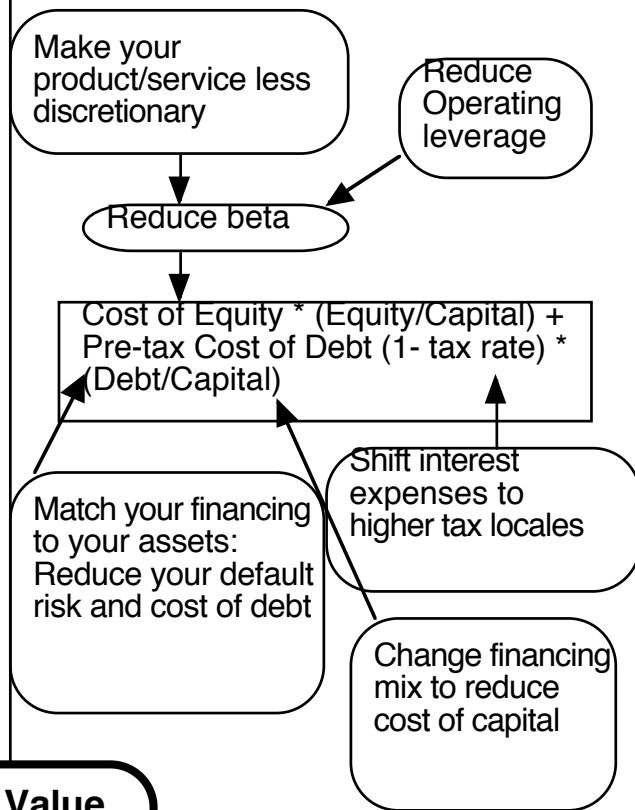 Make your
product/service less
discretionary
Reduce
Operating
leverage
Reduce beta
Cost of Equity * (Equity/Capital) +
Pre-tax Cost of Debt (1- tax rate) *
(Debt/Capital)
Shift interest
expenses to
higher tax locales
Match your financing
to your assets:
Reduce your default
risk and cost of debt
Change financing
mix to reduce
cost of capital
Value